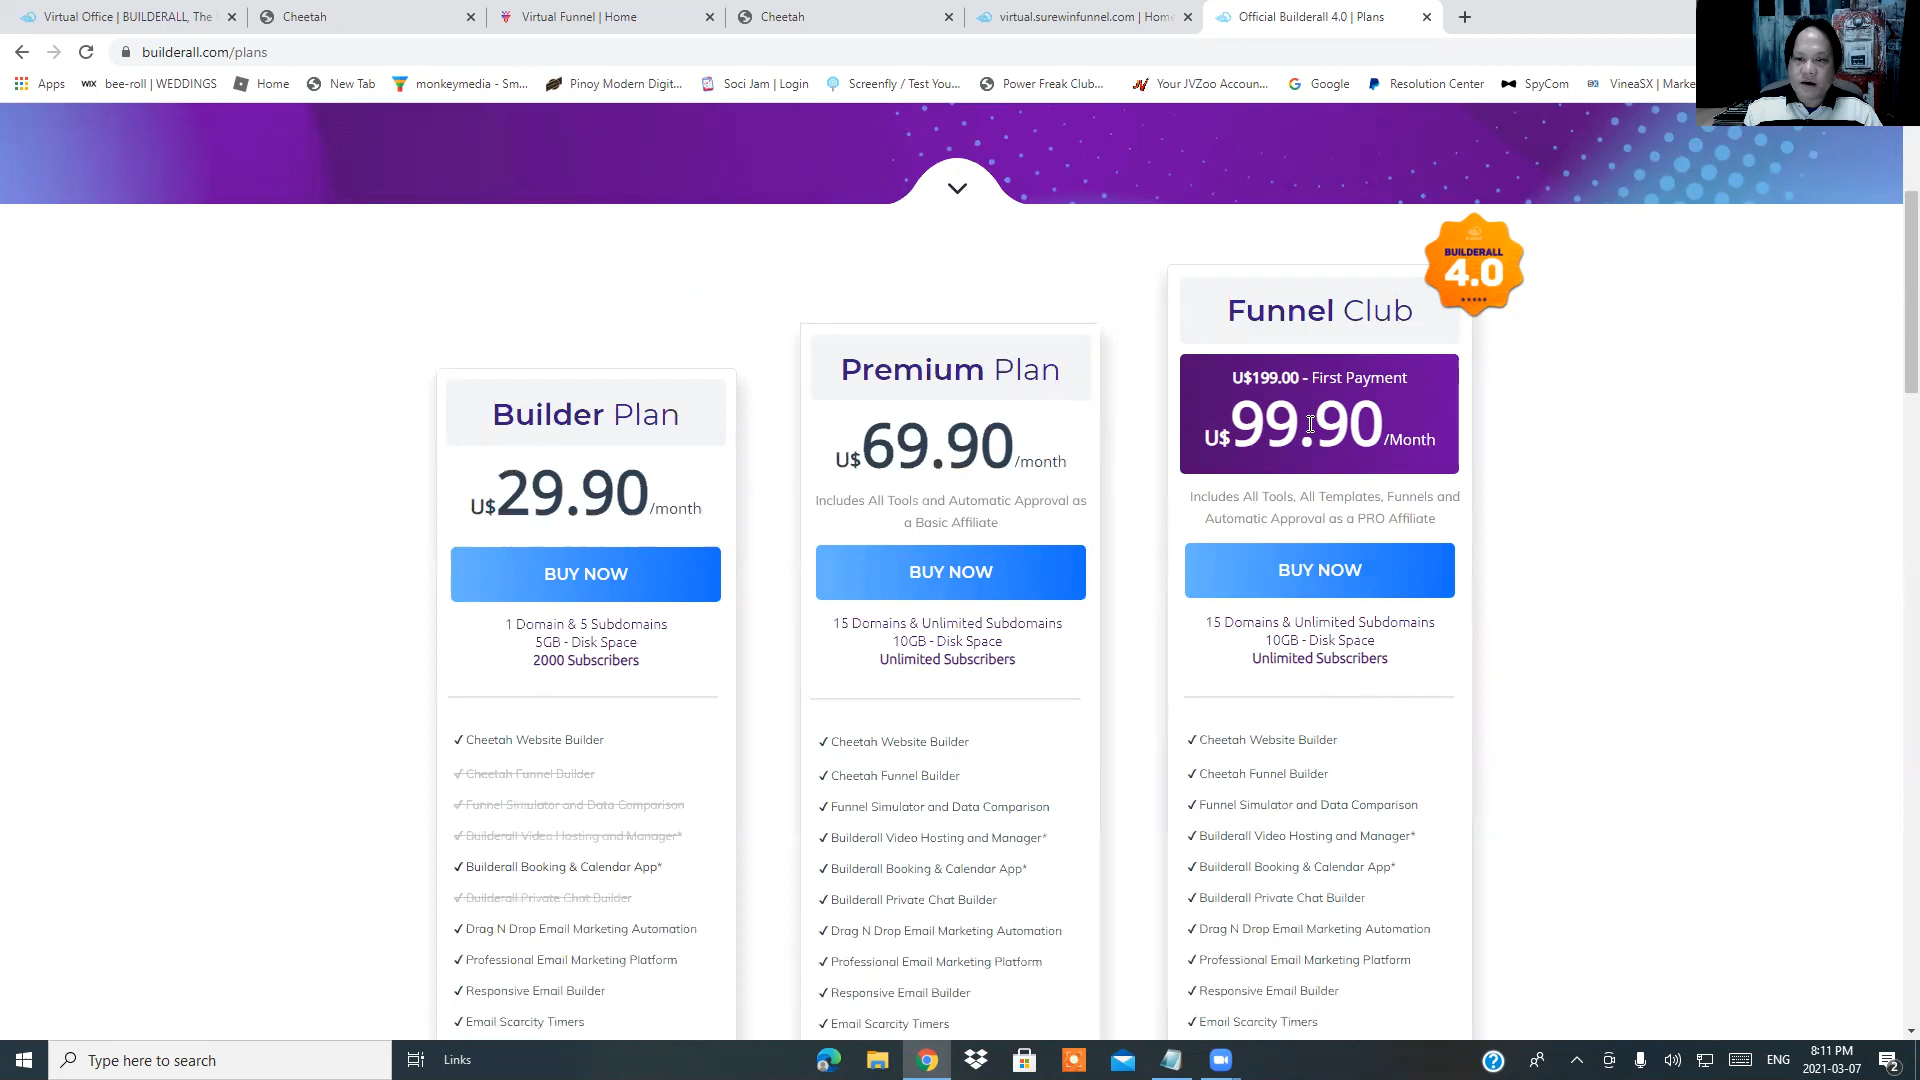 Virtual Office | BUILDERALL, The
Cheetah
Virtual Funnel | Home
Cheetah
virtual.surewinfunnel.com | Home
Official Builderall 4.0 | Plans
builderall.com/plans
Apps
WIX
bee-roll | WEDDINGS
Home
New Tab
monkeymedia - Sm...
Pinoy Modern Digit...
Soci Jam | Login
Screenfly / Test You...
Power Freak Club...
Your JVZoo Accoun...
Google
Resolution Center
SpyCom
VineaSX | Marke
BUILDERALL
4.0
Funnel Club
U$199.00 - First Payment
U$99.90/Month
Includes All Tools, All Templates, Funnels and
Automatic Approval as a PRO Affiliate
BUY NOW
15 Domains & Unlimited Subdomains
10GB - Disk Space
Unlimited Subscribers
Premium Plan
U$69.90/month
Includes All Tools and Automatic Approval as
a Basic Affiliate
BUY NOW
15 Domains & Unlimited Subdomains
10GB - Disk Space
Unlimited Subscribers
Builder Plan
U$29.90/month
BUY NOW
1 Domain & 5 Subdomains
5GB - Disk Space
2000 Subscribers
✓ Cheetah Website Builder
✓ Cheetah Funnel Builder
✓ Funnel Simulator and Data Comparison
✓ Builderall Video Hosting and Manager*
✓ Builderall Booking & Calendar App*
✓ Builderall Private Chat Builder
✓ Drag N Drop Email Marketing Automation
✓ Professional Email Marketing Platform
✓ Responsive Email Builder
✓ Email Scarcity Timers
✓ Cheetah Website Builder
✓ Cheetah Funnel Builder
✓ Funnel Simulator and Data Comparison
✓ Builderall Video Hosting and Manager*
✓ Builderall Booking & Calendar App*
✓ Builderall Private Chat Builder
✓ Drag N Drop Email Marketing Automation
✓ Professional Email Marketing Platform
✓ Responsive Email Builder
✓ Email Scarcity Timers
✓ Cheetah Website Builder
✓ Cheetah Funnel Builder
✓ Funnel Simulator and Data Comparison
✓ Builderall Video Hosting and Manager*
✓ Builderall Booking & Calendar App*
✓ Builderall Private Chat Builder
✓ Drag N Drop Email Marketing Automation
✓ Professional Email Marketing Platform
✓ Responsive Email Builder
✓ Email Scarcity Timers
Type here to search
Links
ENG
8:11 PM
2021-03-07
2